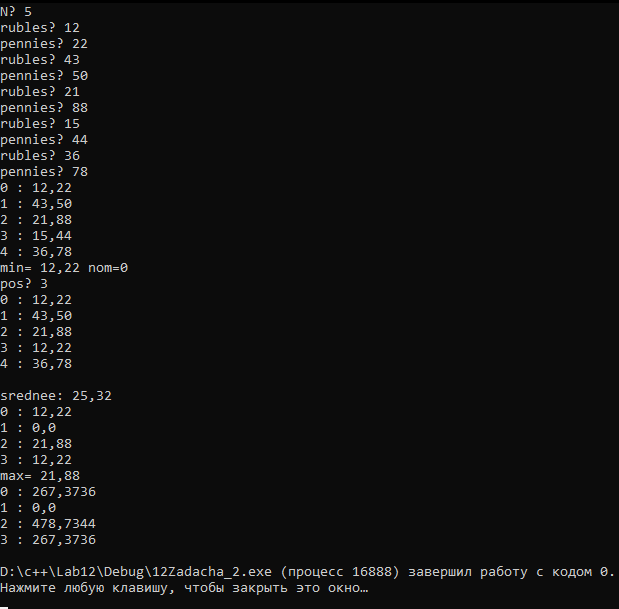 N? 5
rubles? 12
pennies? 22
rubles? 43
pennies? 50
rubles? 21
pennies? 88
rubles? 15
pennies? 44
rubles? 36
pennies? 78
0 : 12,22
1 : 43,50
2 : 21,88
3 : 15,44
4 : 36,78
min= 12,22 nom=0
pos? 3
0 : 12,22
1 : 43,50
2 : 21,88
3 : 12,22
4 : 36,78
srednee: 25,32
0 : 12,22
1 : 0,0
2 : 21,88
3 : 12,22
max= 21,88
0 : 267,3736
1 : 0,0
2 : 478,7344
3 : 267,3736
D:\c++\Lab12\Debug\12Zadacha_2.exe (процесс 16888) завершил работу с кодом 0.
Нажмите любую клавишу, чтобы закрыть это окно…